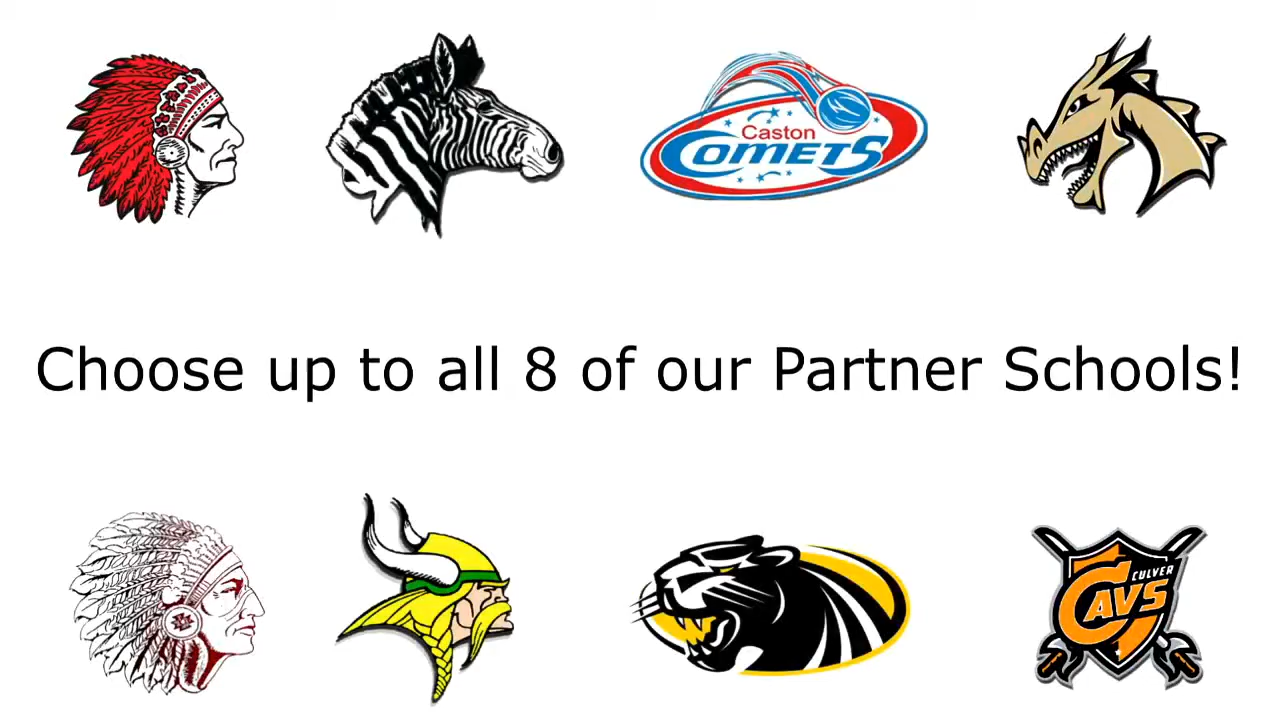 Caston
COMETS
Choose up to all 8 of our Partner Schools!
CULVER
CAVS